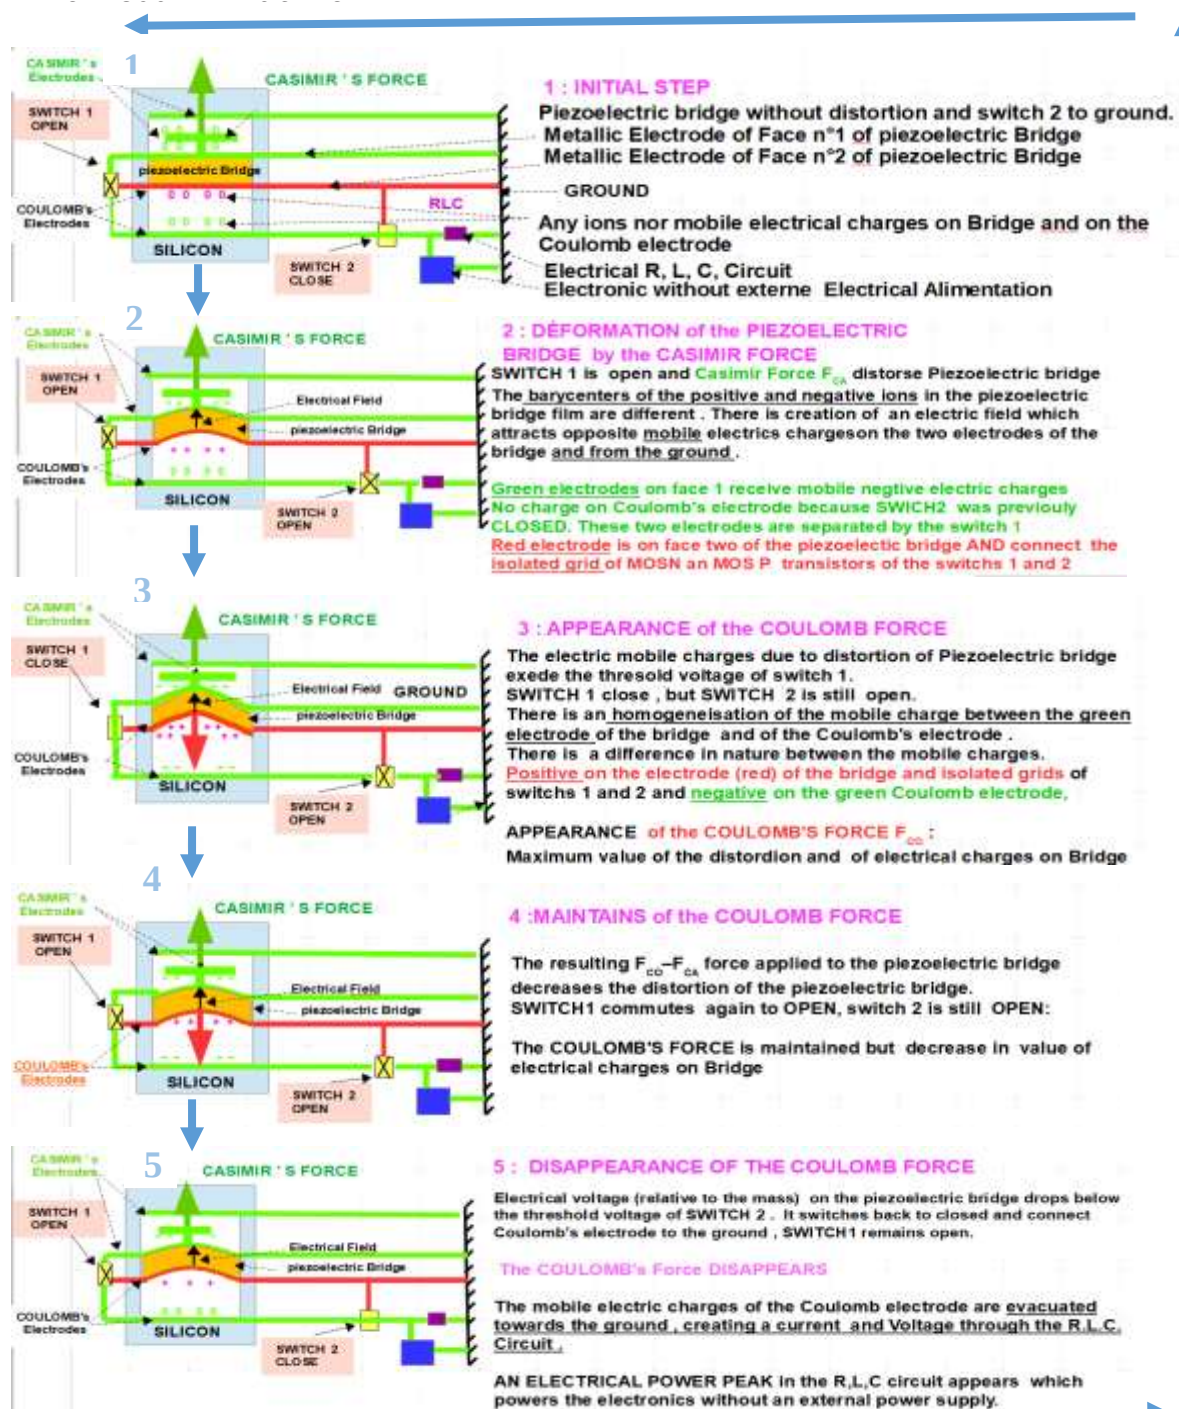 1
CASIMIR ' s
Electrodes
CASIMIR ' S FORCE
SWITCH 1
OPEN
piezoelectric Bridge
COULOMB's
Electrodes
RLC
SILICON
SWITCH 2
CLOSE
1 : INITIAL STEP
Piezoelectric bridge without distortion and switch 2 to ground.
Metallic Electrode of Face n°1 of piezoelectric Bridge
Metallic Electrode of Face n°2 of piezoelectric Bridge
GROUND
Any ions nor mobile electrical charges on Bridge and on the
Coulomb electrode
Electrical R, L, C, Circuit
Electronic without externe Electrical Alimentation
2
CASIMIR ' s
Electrodes
CASIMIR ' S FORCE
SWITCH 1
OPEN
Electrical Field
piezoelectric Bridge
COULOMB's
Electrodes
SILICON
SWITCH 2
OPEN
2 : DÉFORMATION of the PIEZOELECTRIC
BRIDGE by the CASIMIR FORCE
SWITCH 1 is open and Casimir Force F CA distorse Piezoelectric bridge
The barycenters of the positive and negative ions in the piezoelectric
bridge film are different . There is creation of an electric field which
attracts opposite mobile electrics chargeson the two electrodes of the
bridge and from the ground .
Green electrodes on face 1 receive mobile negtive electric charges
No charge on Coulomb's electrode because SWICH2 was previouly
CLOSED. These two electrodes are separated by the switch 1
Red electrode is on face two of the piezoelectic bridge AND connect the
isolated grid of MOSN an MOS P transistors of the switchs 1 and 2
3
CASIMIR ' s
Electrodes
CASIMIR ' S FORCE
SWITCH 1
CLOSE
Electrical Field
GROUND
piezoelectric Bridge
COULOMB's
Electrodes
SILICON
SWITCH 2
OPEN
3 : APPEARANCE of the COULOMB FORCE
The electric mobile charges due to distortion of Piezoelectric bridge
exede the thresold voltage of switch 1.
SWITCH 1 close , but SWITCH 2 is still open.
There is an homogeneisation of the mobile charge between the green
electrode of the bridge and of the Coulomb's electrode .
There is a difference in nature between the mobile charges.
Positive on the electrode (red) of the bridge and isolated grids of
switchs 1 and 2 and negative on the green Coulomb electrode,
APPEARANCE of the COULOMB'S FORCE F CO :
Maximum value of the distordion and of electrical charges on Bridge
4
CASIMIR ' s
Electrodes
CASIMIR ' S FORCE
SWITCH 1
OPEN
Electrical Field
piezoelectric Bridge
COULOMB's
Electrodes
SILICON
SWITCH 2
OPEN
4 :MAINTAINS of the COULOMB FORCE
The resulting F CO–F CA force applied to the piezoelectric bridge
decreases the distortion of the piezoelectric bridge.
SWITCH1 commutes again to OPEN, switch 2 is still OPEN:
The COULOMB'S FORCE is maintained but decrease in value of
electrical charges on Bridge
5
CASIMIR ' s
Electrodes
CASIMIR ' S FORCE
SWITCH 1
OPEN
Electrical Field
piezoelectric Bridge
COULOMB's
Electrodes
SILICON
SWITCH 2
CLOSE
5 : DISAPPEARANCE OF THE COULOMB FORCE
Electrical voltage (relative to the mass) on the piezoelectric bridge drops below
the threshold voltage of SWITCH 2 . It switches back to closed and connect
Coulomb's electrode to the ground , SWITCH1 remains open.
The COULOMB's Force DISAPPEARS
The mobile electric charges of the Coulomb electrode are evacuated
towards the ground , creating a current and Voltage through the R.L.C.
Circuit .
AN ELECTRICAL POWER PEAK in the R,L,C circuit appears which
powers the electronics without an external power supply.